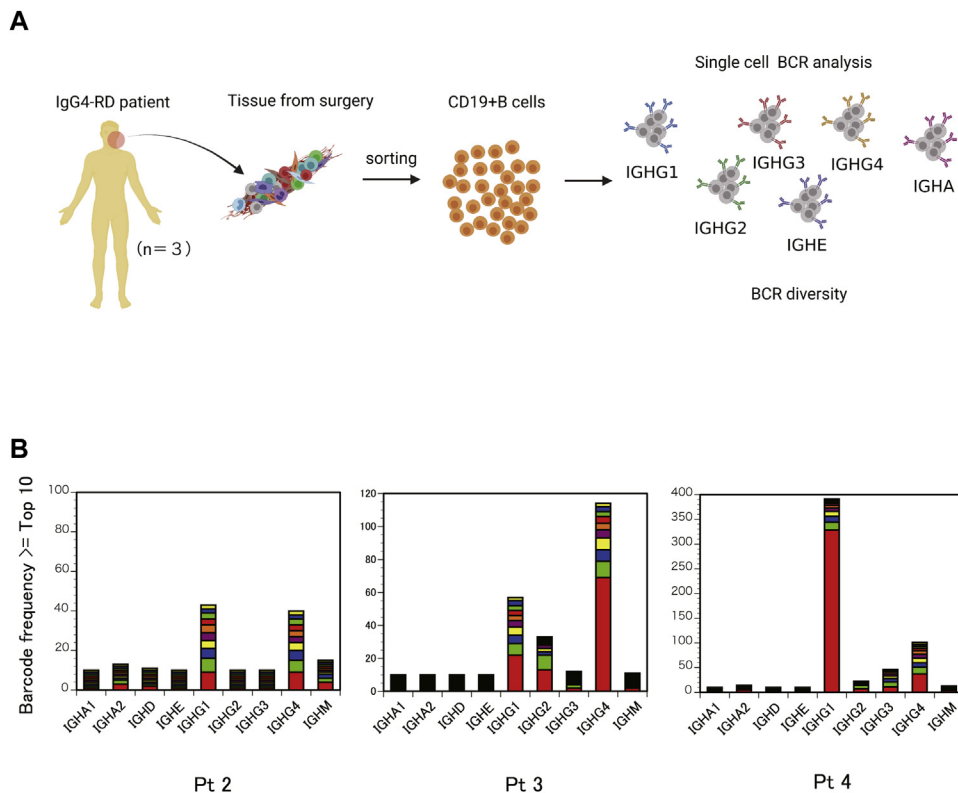 A
IgG4-RD patient
Tissue from surgery
CD19+B cells
Single cell BCR analysis
sorting
(n=3)
IGHG1
IGHG3
IGHG4
IGHA
IGHG2
IGHE
BCR diversity
B
Barcode frequency >= Top 10
100
80
60
40
20
0
IGHA1
IGHA2
IGHD
IGHE
IGHG1
IGHG2
IGHG3
IGHG4
IGHM
Pt 2
120
100
80
60
40
20
0
IGHA1
IGHA2
IGHD
IGHE
IGHG1
IGHG2
IGHG3
IGHG4
IGHM
Pt 3
400
350
300
250
200
150
100
50
0
IGHA1
IGHA2
IGHD
IGHE
IGHG1
IGHG2
IGHG3
IGHG4
IGHM
Pt 4